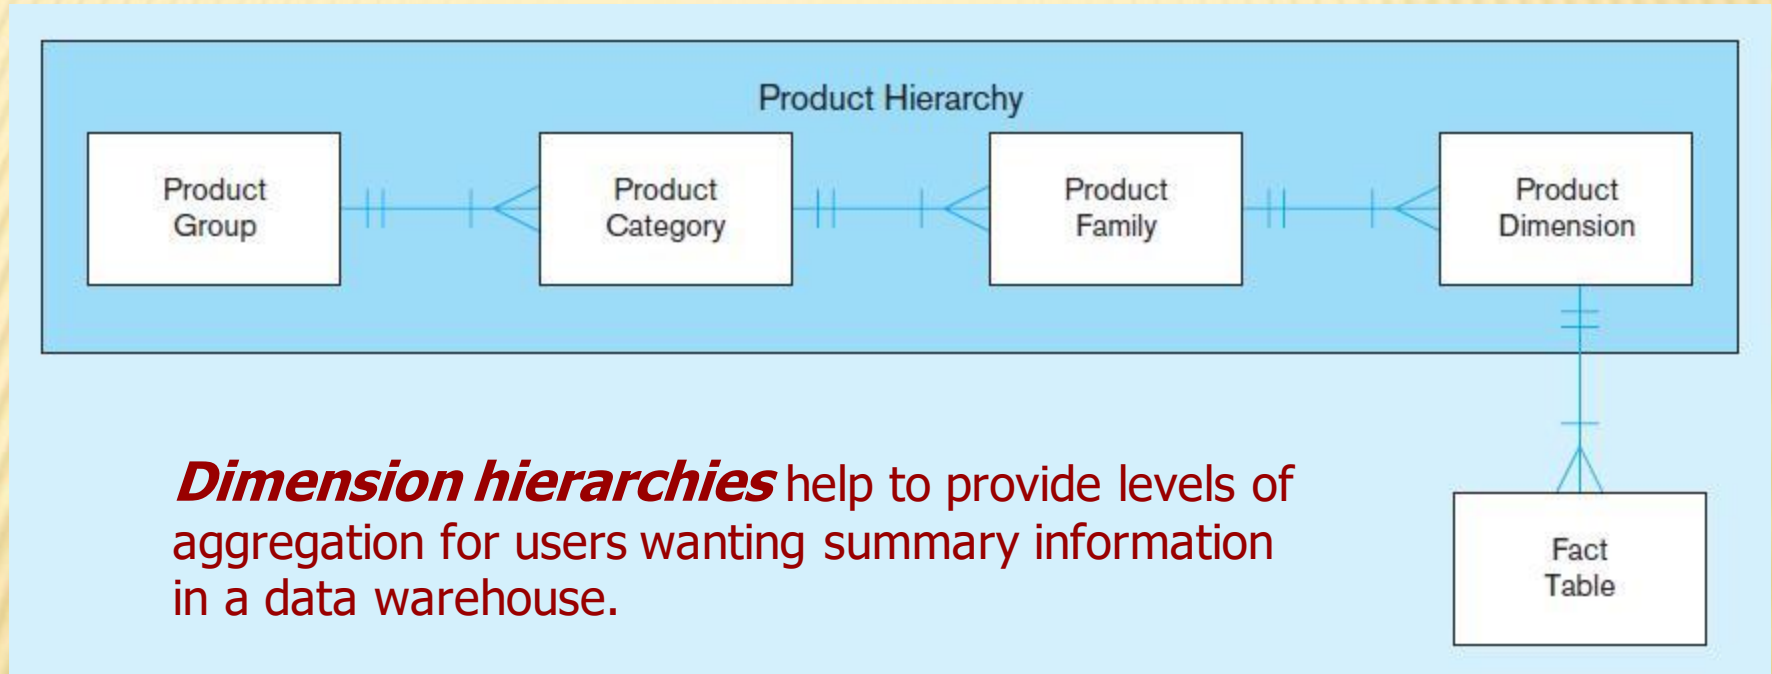 Product Hierarchy
Product
Group
Product
Category
Product
Family
Product
Dimension
Dimension hierarchies help to provide levels of
aggregation for users wanting summary information
in a data warehouse.
Fact
Table